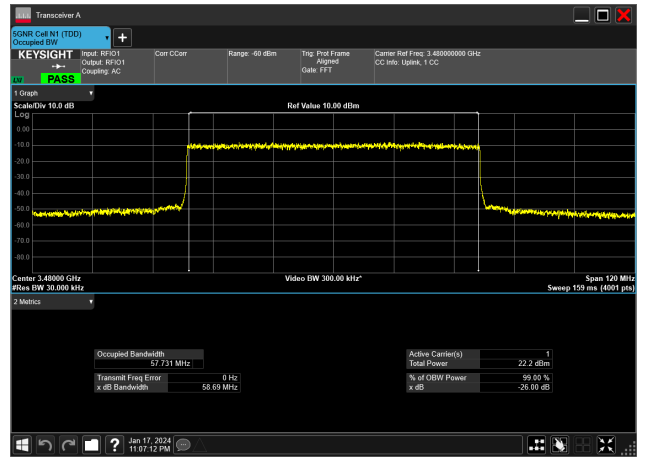 Transceiver A
5GNR Cell N1 (TDD)
Occupied BW
KEYSIGHT
LV PASS
Input: RFIO1
Output: RFIO1
Coupling: AC
Corr CCorr
Range: -60 dBm
Trig: Prot Frame
Aligned
Gate: FFT
Carrier Ref Freq: 3.480000000 GHz
CC Info: Uplink, 1 CC
1 Graph
Scale/Div 10.0 dB
Ref Value 10.00 dBm
Log
0.00
-10.0
-20.0
-30.0
-40.0
-50.0
-60.0
-70.0
-80.0
Center 3.48000 GHz
Video BW 300.00 kHz*
Span 120 MHz
#Res BW 30.000 kHz
Sweep 159 ms (4001 pts)
2 Metrics
Occupied Bandwidth
57.731 MHz
Transmit Freq Error 0 Hz
x dB Bandwidth 58.69 MHz
Active Carrier(s) 1
Total Power 22.2 dBm
% of OBW Power 99.00 %
x dB -26.00 dB
Jan 17, 2024
11:07:12 PM